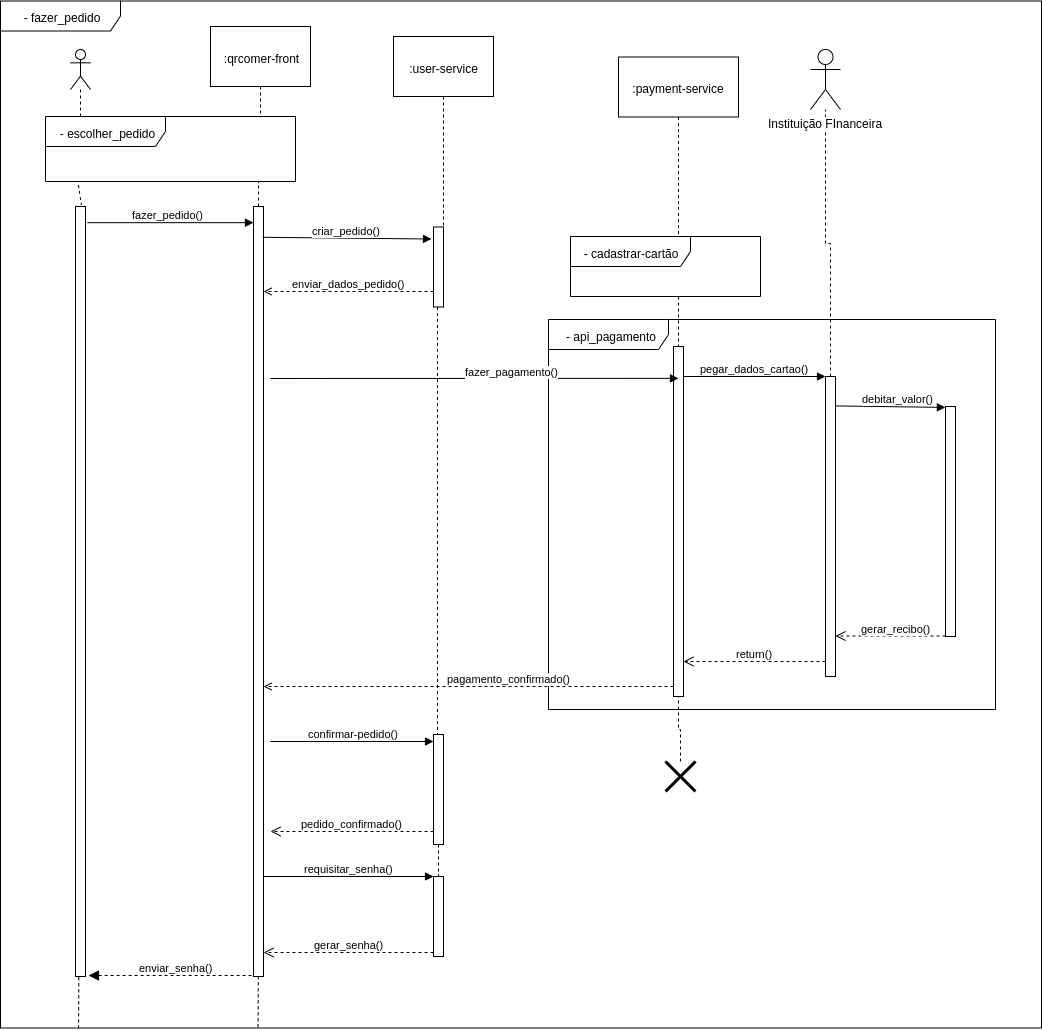 - fazer_pedido
:qrcomer-front
:user-service
:payment-service
Instituição FInanceira
- escolher_pedido
fazer_pedido()
criar_pedido()
- cadastrar-cartão
enviar_dados_pedido()
- api_pagamento
fazer_pagamento()
pegar_dados_cartao()
debitar_valor()
gerar_recibo()
return()
pagamento_confirmado()
confirmar-pedido()
pedido_confirmado()
requisitar_senha()
gerar_senha()
enviar_senha()